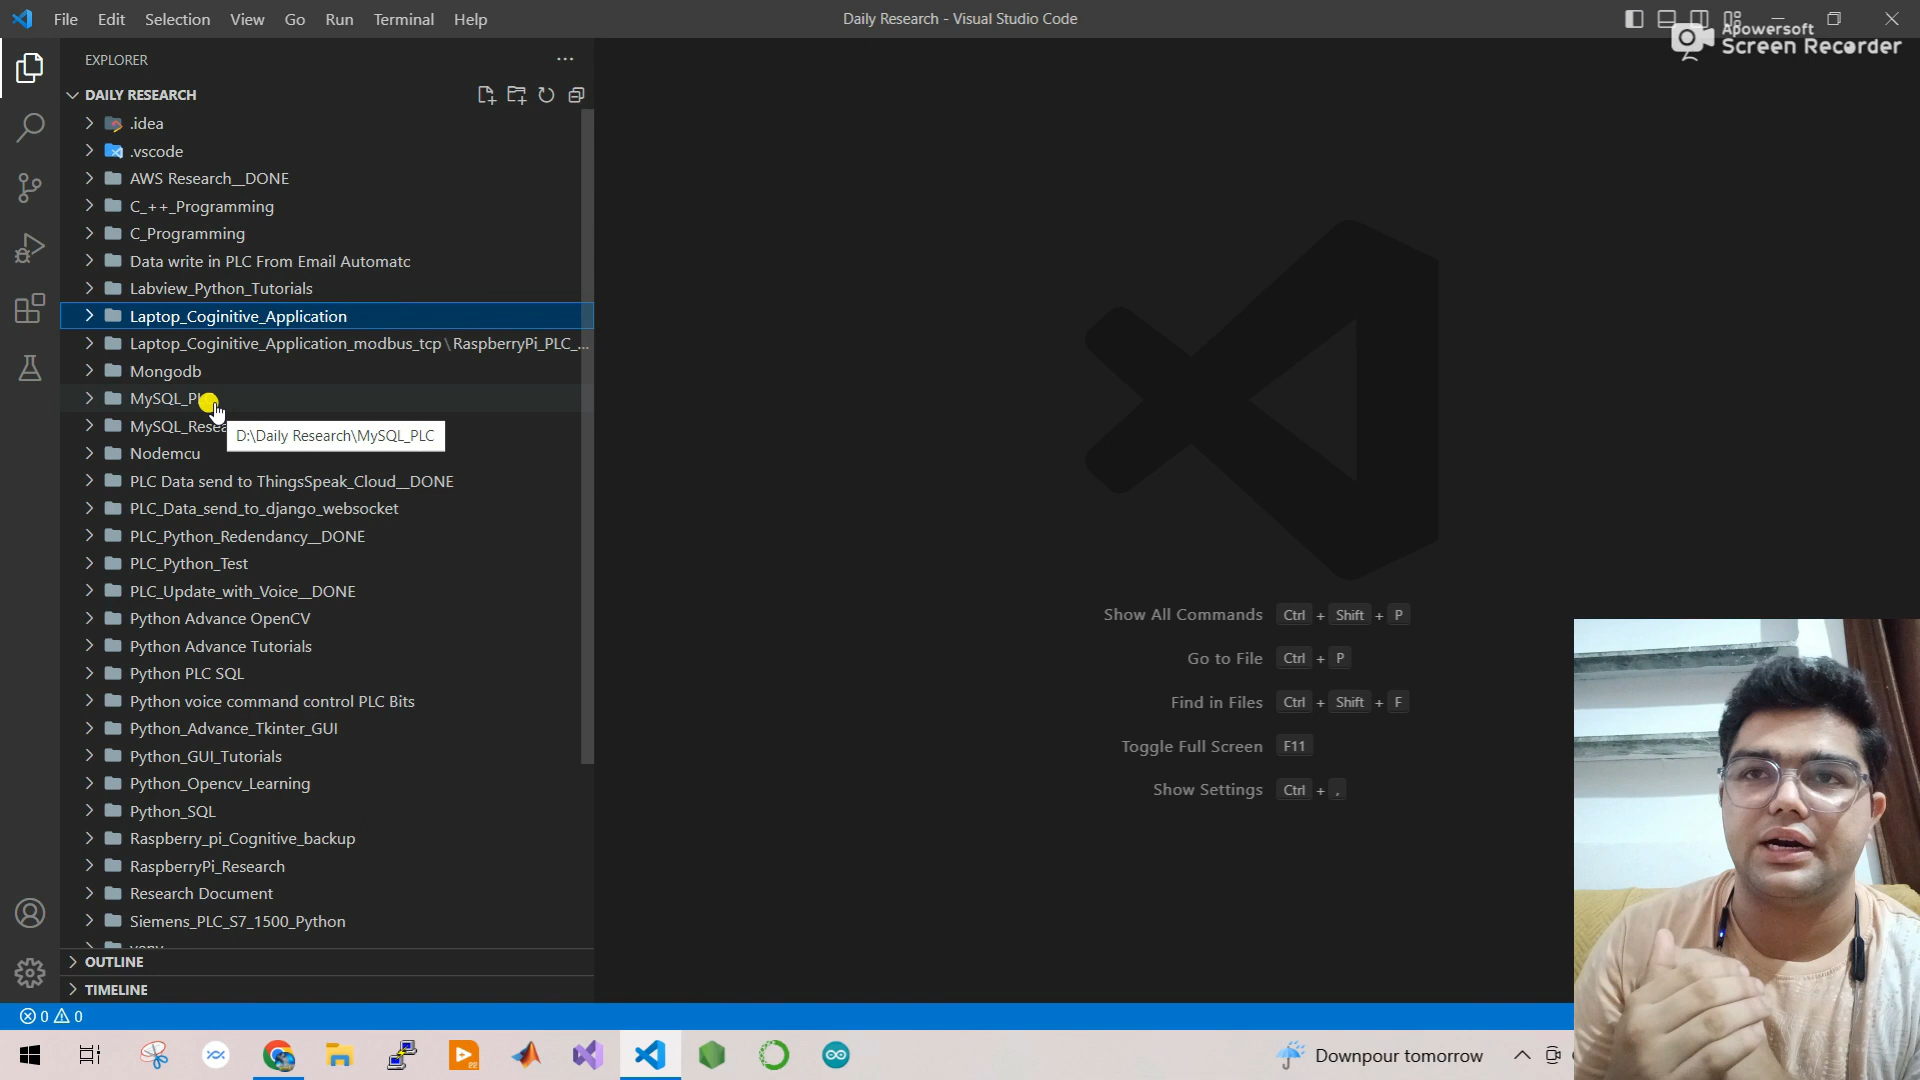 File Edit Selection View Go Run Terminal Help
Daily Research - Visual Studio Code
Apowersoft
Screen Recorder
EXPLORER
DAILY RESEARCH
.idea
.vscode
AWS Research__DONE
C_++_Programming
C_Programming
Data write in PLC From Email Automatc
Labview_Python_Tutorials
Laptop_Coginitive_Application
Laptop_Coginitive_Application_modbus_tcp\RaspberryPi_PLC_...
Mongodb
D:\Daily Research\MySQL_PLC
Nodemcu
PLC Data send to ThingsSpeak_Cloud__DONE
PLC_Data_send_to_django_websocket
PLC_Python_Redendancy__DONE
PLC_Python_Test
PLC_Update_with_Voice__DONE
Python Advance OpenCV
Python Advance Tutorials
Python PLC SQL
Python voice command control PLC Bits
Python_Advance_Tkinter_GUI
Python_GUI_Tutorials
Python_Opencv_Learning
Python_SQL
Raspberry_pi_Cognitive_backup
RaspberryPi_Research
Research Document
Siemens_PLC_S7_1500_Python
OUTLINE
TIMELINE
Show All Commands Ctrl + Shift + P
Go to File Ctrl + P
Find in Files Ctrl + Shift + F
Toggle Full Screen F11
Show Settings Ctrl + ,
0 0
Downpour tomorrow